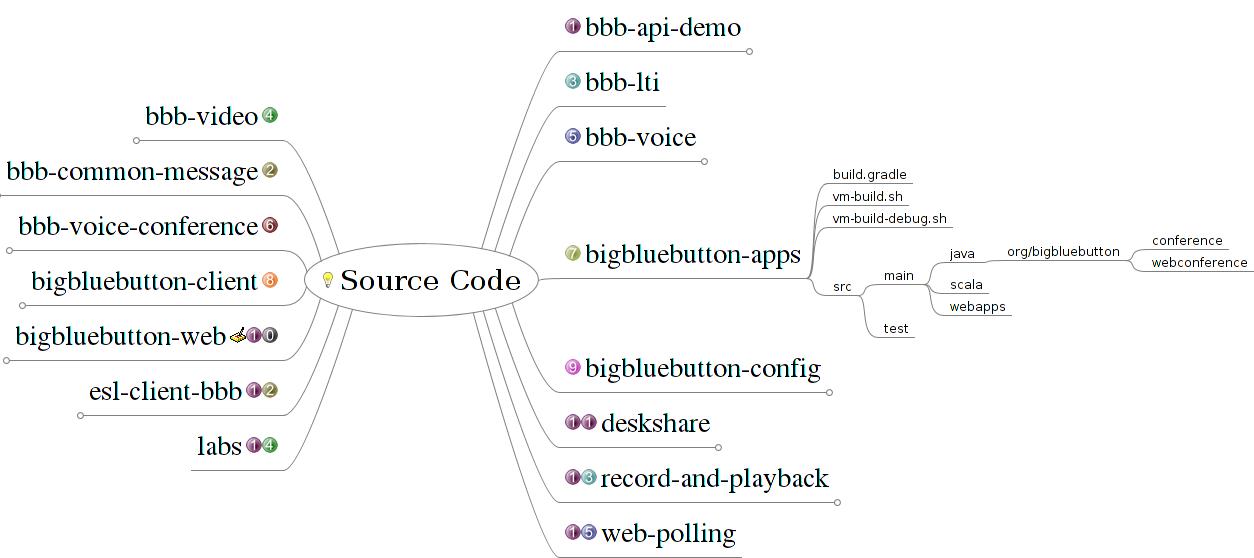 Source Code
1 bbb-api-demo
3 bbb-lti
5 bbb-voice
7 bigbluebutton-apps
build.gradle
vm-build.sh
vm-build-debug.sh
src
main
java
org/bigbluebutton
conference
webconference
scala
webapps
test
9 bigbluebutton-config
11 deskshare
13 record-and-playback
15 web-polling
bbb-video 4
bbb-common-message 2
bbb-voice-conference 6
bigbluebutton-client 8
bigbluebutton-web 10
esl-client-bbb 12
labs 14